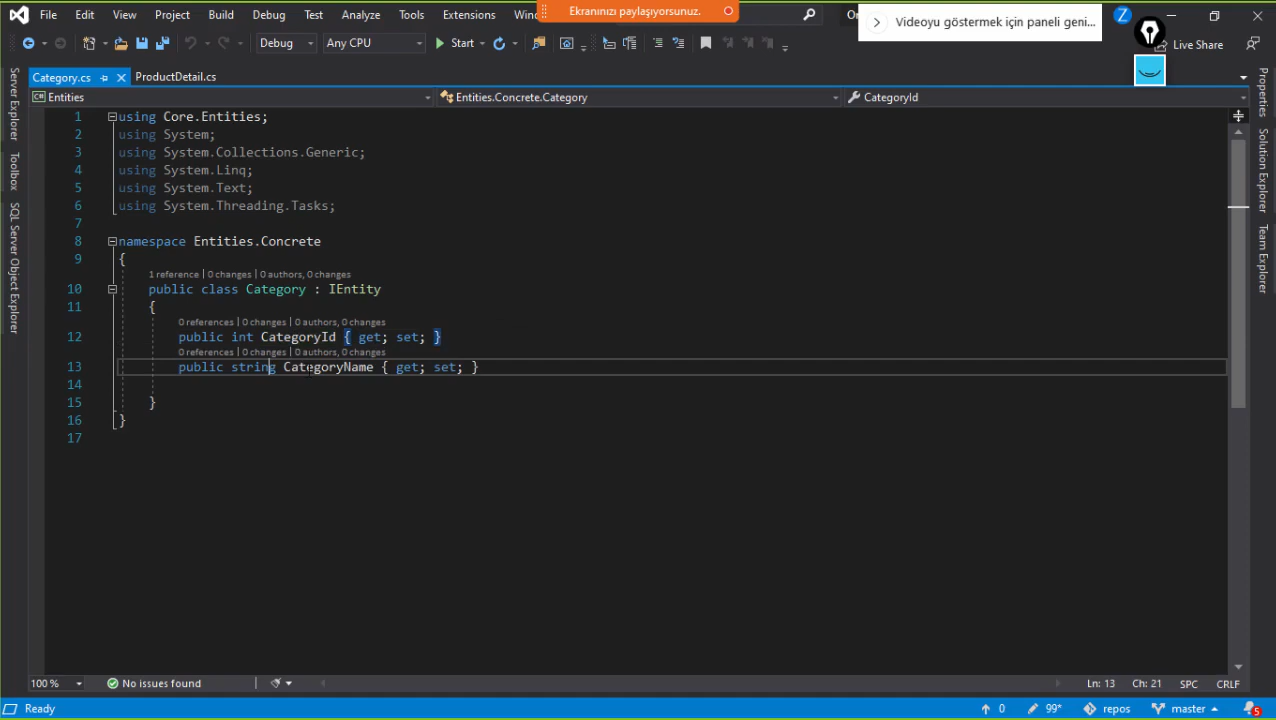 File Edit View Project Build Debug Test Analyze Tools Extensions Win
Ekranınızı paylaşıyorsunuz.
Videoyu göstermek için paneli geni...
Z
Debug Any CPU Start Live Share
Category.cs ProductDetail.cs
Entities Entities.Concrete.Category CategoryId
Server Explorer
Toolbox
SQL Server Object Explorer
Properties
Solution Explorer
Team Explorer
1 using Core.Entities;
2 using System;
3 using System.Collections.Generic;
4 using System.Linq;
5 using System.Text;
6 using System.Threading.Tasks;
7
8 namespace Entities.Concrete
9 {
1 reference | 0 changes | 0 authors, 0 changes
10 public class Category : IEntity
11 {
0 references | 0 changes | 0 authors, 0 changes
12 public int CategoryId { get; set; }
0 references | 0 changes | 0 authors, 0 changes
13 public string CategoryName { get; set; }
14
15 }
16 }
17
100 % No issues found Ln: 13 Ch: 21 SPC CRLF
Ready 0 99* repos master 5